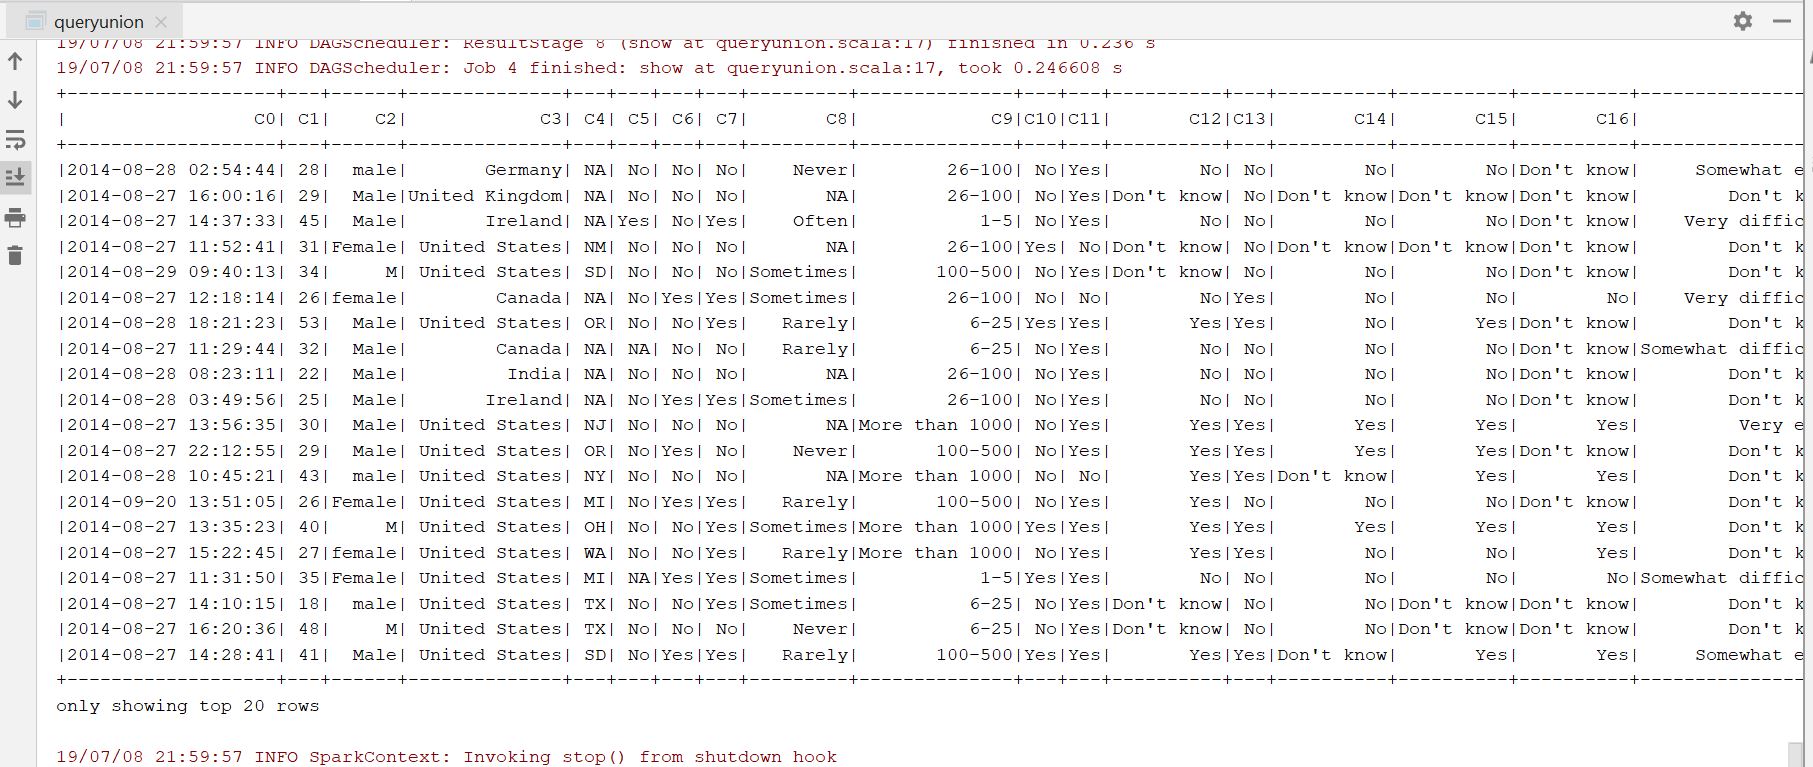 queryunion
19/07/08 21:59:57 INFO DAGScheduler: ResultStage 8 (show at queryunion.scala:17) finished in 0.236 s
19/07/08 21:59:57 INFO DAGScheduler: Job 4 finished: show at queryunion.scala:17, took 0.246608 s
+-------------------+---+------+--------------+---+---+---+---+---------+--------------+---+---+----------+---+----------+----------+----------+---------------
|                 C0| C1|    C2|            C3| C4| C5| C6| C7|       C8|            C9|C10|C11|       C12|C13|       C14|       C15|       C16|
+-------------------+---+------+--------------+---+---+---+---+---------+--------------+---+---+----------+---+----------+----------+----------+---------------
|2014-08-28 02:54:44| 28|  male|       Germany| NA| No| No| No|    Never|        26-100| No|Yes|        No| No|        No|        No|Don't know|     Somewhat e
|2014-08-27 16:00:16| 29|  Male|United Kingdom| NA| No| No| No|       NA|        26-100| No|Yes|Don't know| No|Don't know|Don't know|Don't know|        Don't k
|2014-08-27 14:37:33| 45|  Male|       Ireland| NA|Yes| No|Yes|    Often|           1-5| No|Yes|        No| No|        No|        No|Don't know|    Very diffic
|2014-08-27 11:52:41| 31|Female| United States| NM| No| No| No|       NA|        26-100|Yes| No|Don't know| No|Don't know|Don't know|Don't know|        Don't k
|2014-08-29 09:40:13| 34|     M| United States| SD| No| No| No|Sometimes|       100-500| No|Yes|Don't know| No|        No|        No|Don't know|        Don't k
|2014-08-27 12:18:14| 26|female|        Canada| NA| No|Yes|Yes|Sometimes|        26-100| No| No|        No|Yes|        No|        No|        No|    Very diffic
|2014-08-28 18:21:23| 53|  Male| United States| OR| No| No|Yes|   Rarely|          6-25|Yes|Yes|       Yes|Yes|        No|       Yes|Don't know|        Don't k
|2014-08-27 11:29:44| 32|  Male|        Canada| NA| NA| No| No|   Rarely|          6-25| No|Yes|        No| No|        No|        No|Don't know|Somewhat diffic
|2014-08-28 08:23:11| 22|  Male|         India| NA| No| No| No|       NA|        26-100| No|Yes|        No| No|        No|        No|Don't know|        Don't k
|2014-08-28 03:49:56| 25|  Male|       Ireland| NA| No|Yes|Yes|Sometimes|        26-100| No|Yes|        No| No|        No|        No|Don't know|        Don't k
|2014-08-27 13:56:35| 30|  Male| United States| NJ| No| No| No|       NA|More than 1000| No|Yes|       Yes|Yes|       Yes|       Yes|       Yes|         Very e
|2014-08-27 22:12:55| 29|  Male| United States| OR| No|Yes| No|    Never|       100-500| No|Yes|       Yes|Yes|       Yes|       Yes|Don't know|        Don't k
|2014-08-28 10:45:21| 43|  male| United States| NY| No| No| No|       NA|More than 1000| No| No|       Yes|Yes|Don't know|       Yes|       Yes|        Don't k
|2014-09-20 13:51:05| 26|Female| United States| MI| No|Yes|Yes|   Rarely|       100-500| No|Yes|       Yes| No|        No|        No|Don't know|        Don't k
|2014-08-27 13:35:23| 40|     M| United States| OH| No| No|Yes|Sometimes|More than 1000|Yes|Yes|       Yes|Yes|       Yes|       Yes|       Yes|        Don't k
|2014-08-27 15:22:45| 27|female| United States| WA| No| No|Yes|   Rarely|More than 1000| No|Yes|       Yes|Yes|        No|        No|       Yes|        Don't k
|2014-08-27 11:31:50| 35|Female| United States| MI| NA|Yes|Yes|Sometimes|           1-5|Yes|Yes|        No| No|        No|        No|        No|Somewhat diffic
|2014-08-27 14:10:15| 18|  male| United States| TX| No| No|Yes|Sometimes|          6-25| No|Yes|Don't know| No|        No|Don't know|Don't know|        Don't k
|2014-08-27 16:20:36| 48|     M| United States| TX| No| No| No|    Never|          6-25| No|Yes|Don't know| No|        No|Don't know|Don't know|        Don't k
|2014-08-27 14:28:41| 41|  Male| United States| SD| No|Yes|Yes|   Rarely|       100-500|Yes|Yes|       Yes|Yes|Don't know|       Yes|       Yes|     Somewhat e
+-------------------+---+------+--------------+---+---+---+---+---------+--------------+---+---+----------+---+----------+----------+----------+---------------
only showing top 20 rows
19/07/08 21:59:57 INFO SparkContext: Invoking stop() from shutdown hook